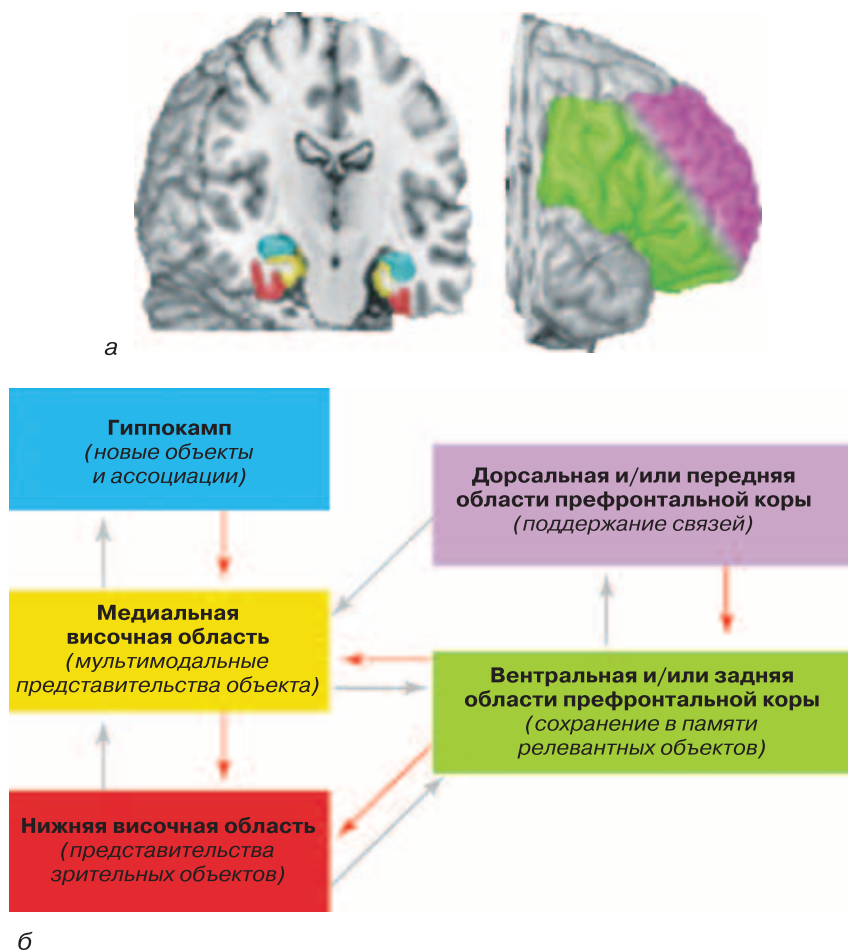 а
Гиппокамп
(новые объекты
и ассоциации)
Дорсальная и/или передняя
области префронтальной коры
(поддержание связей)
Медиальная
височная область
(мультимодальные
представительства объекта)
Вентральная и/или задняя
области префронтальной коры
(сохранение в памяти
релевантных объектов)
Нижняя височная область
(представительства
зрительных объектов)
б